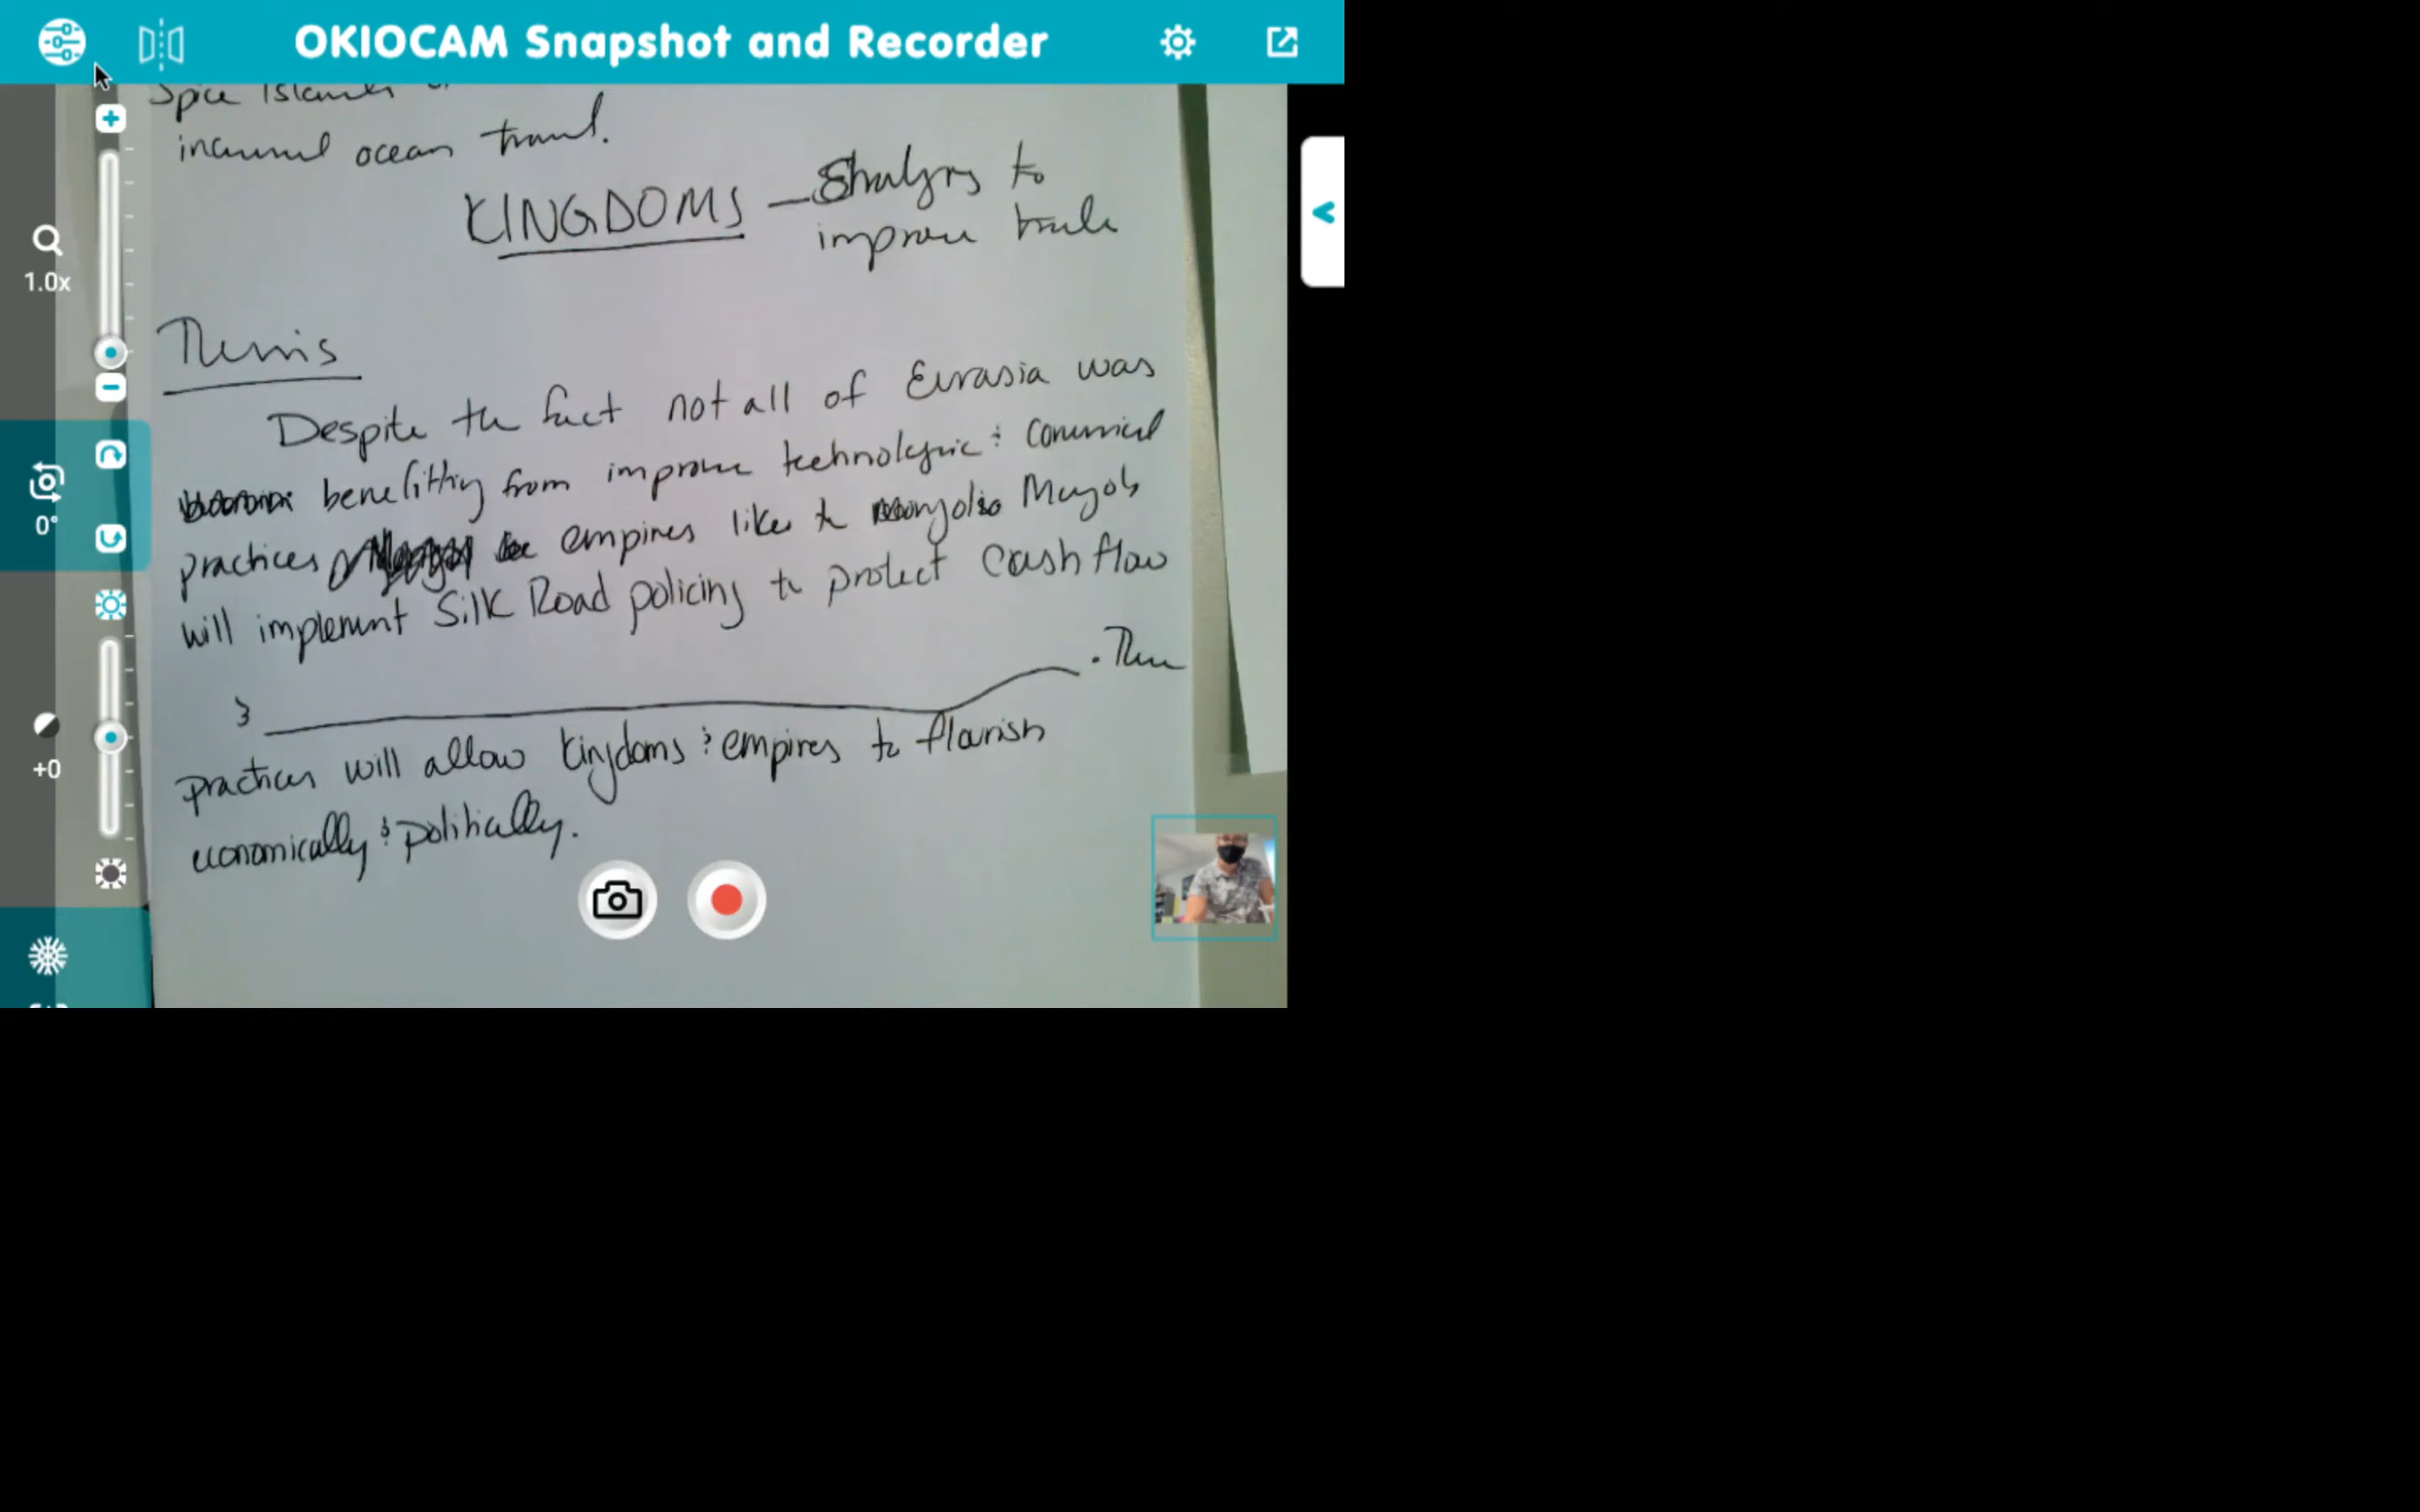 OKIOCAM Snapshot and Recorder
Spice Islands
ocean travel.
KINGDOMS – Strategies to
improve trade
1.0x
Thesis
Despite the fact not all of Eurasia was
benefitting from improve technologic & commercial
0°
practices empires like the Mongols
will implement Silk Road policing to protect cash flow
. These
& 
+0
practices will allow kingdoms & empires to flourish
economically & politically.